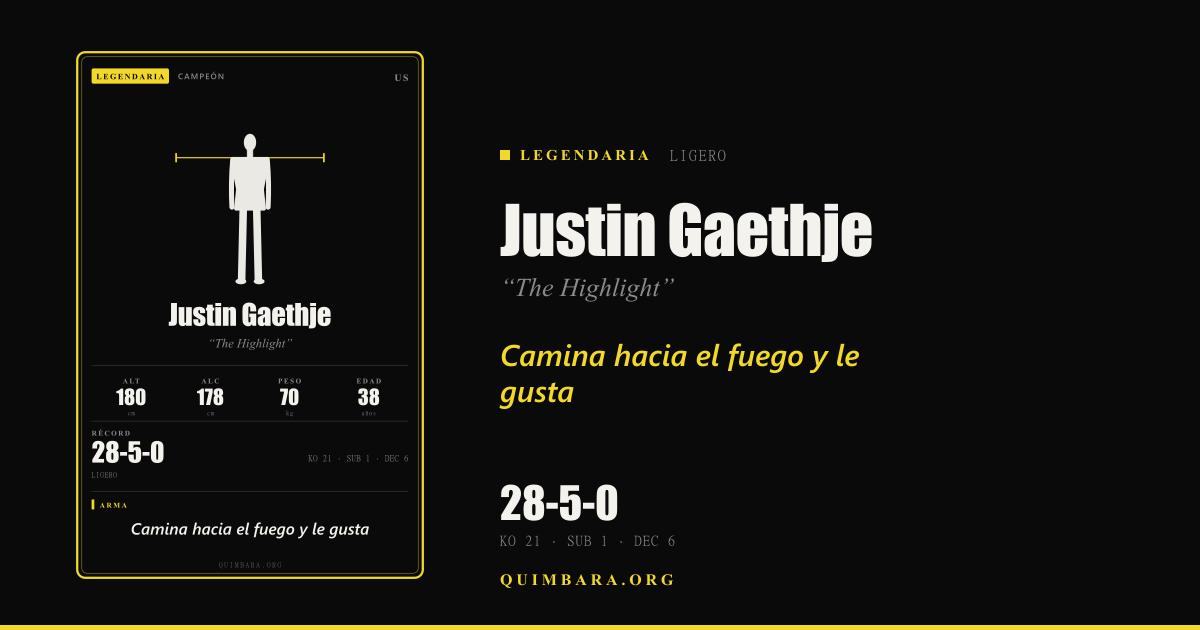 LEGENDARIA CAMPEÓN US
Justin Gaethje
“The Highlight”
ALT ALC PESO EDAD
180 178 70 38
cm cm kg años
RÉCORD
28-5-0
KO 21 · SUB 1 · DEC 6
LIGERO
ARMA
Camina hacia el fuego y le gusta
QUIMBARA.ORG
LEGENDARIA LIGERO
Justin Gaethje
“The Highlight”
Camina hacia el fuego y le
gusta
28-5-0
KO 21 · SUB 1 · DEC 6
QUIMBARA.ORG